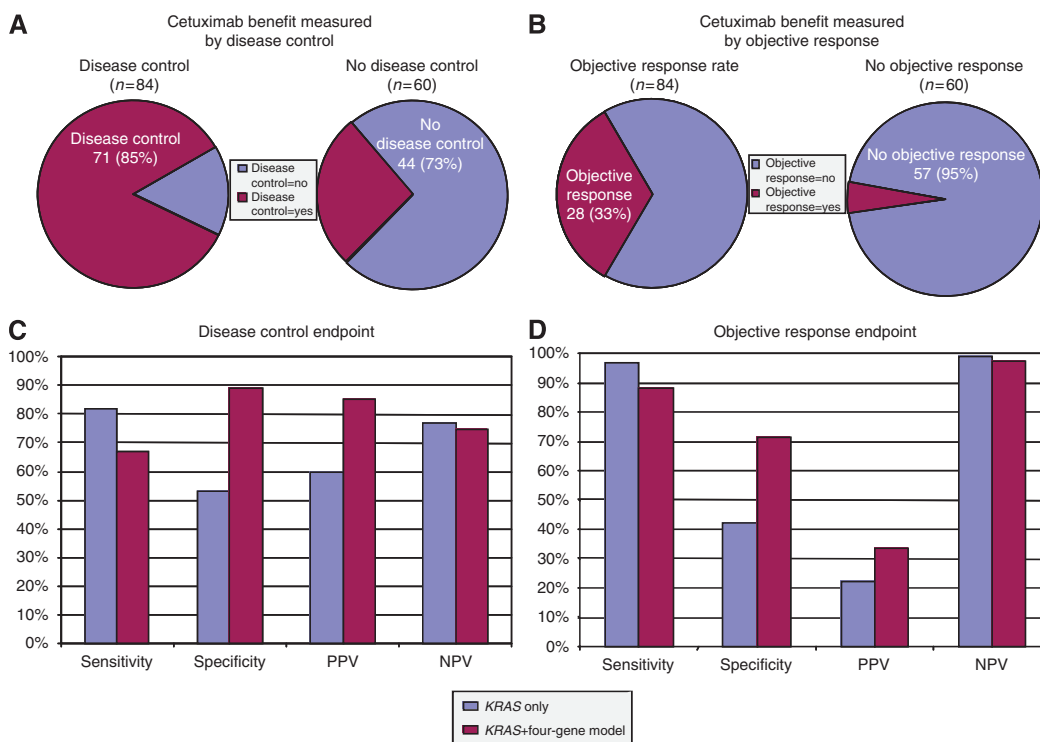 A
Cetuximab benefit measured
by disease control
Disease control
(n=84)
No disease control
(n=60)
Disease control
71 (85%)
No
disease control
44 (73%)
Disease
control=no
Disease
control=yes
B
Cetuximab benefit measured
by objective response
Objective response rate
(n=84)
No objective response
(n=60)
Objective
response
28 (33%)
No objective response
57 (95%)
Objective
response=no
Objective
response=yes
C
Disease control endpoint
100%
90%
80%
70%
60%
50%
40%
30%
20%
10%
0%
Sensitivity
Specificity
PPV
NPV
D
Objective response endpoint
100%
90%
80%
70%
60%
50%
40%
30%
20%
10%
0%
Sensitivity
Specificity
PPV
NPV
KRAS only
KRAS+four-gene model